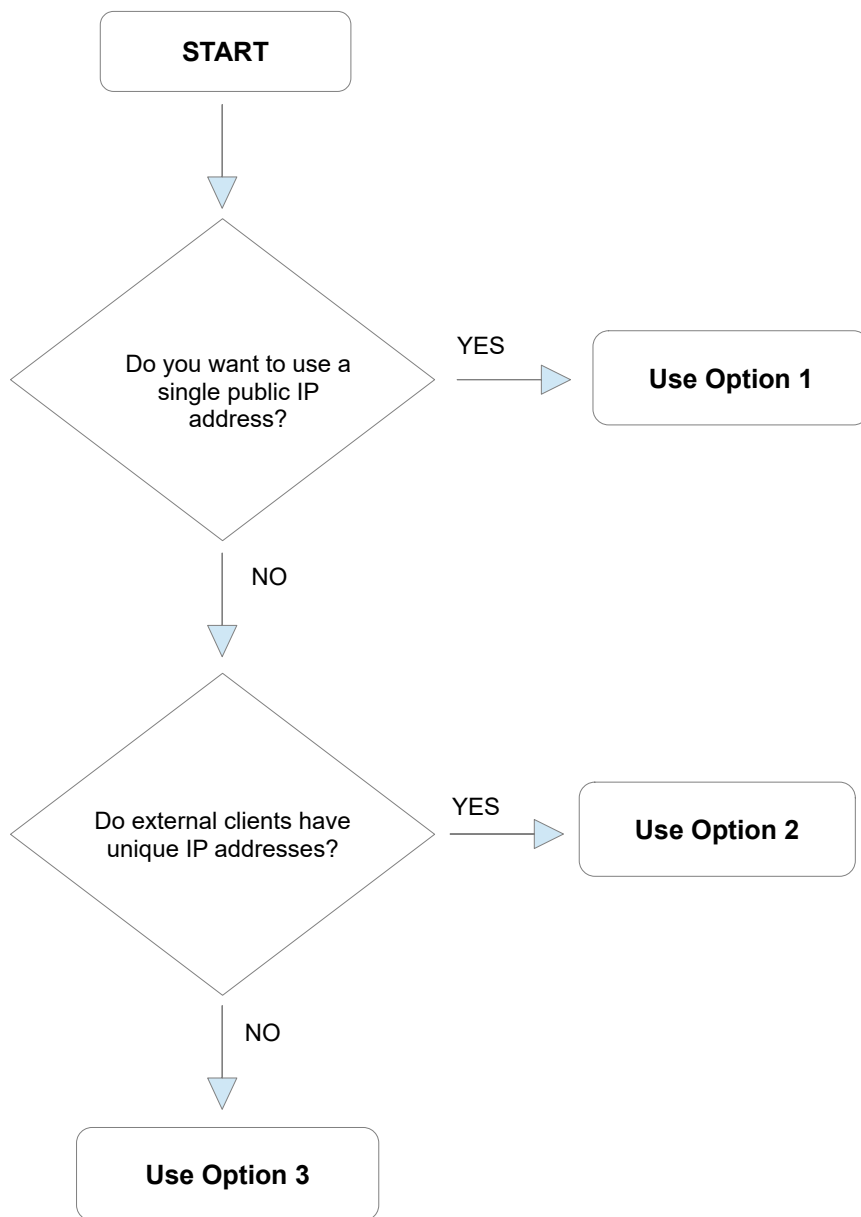 START
Do you want to use a
single public IP
address?
YES
Use Option 1
NO
Do external clients have
unique IP addresses?
YES
Use Option 2
NO
Use Option 3